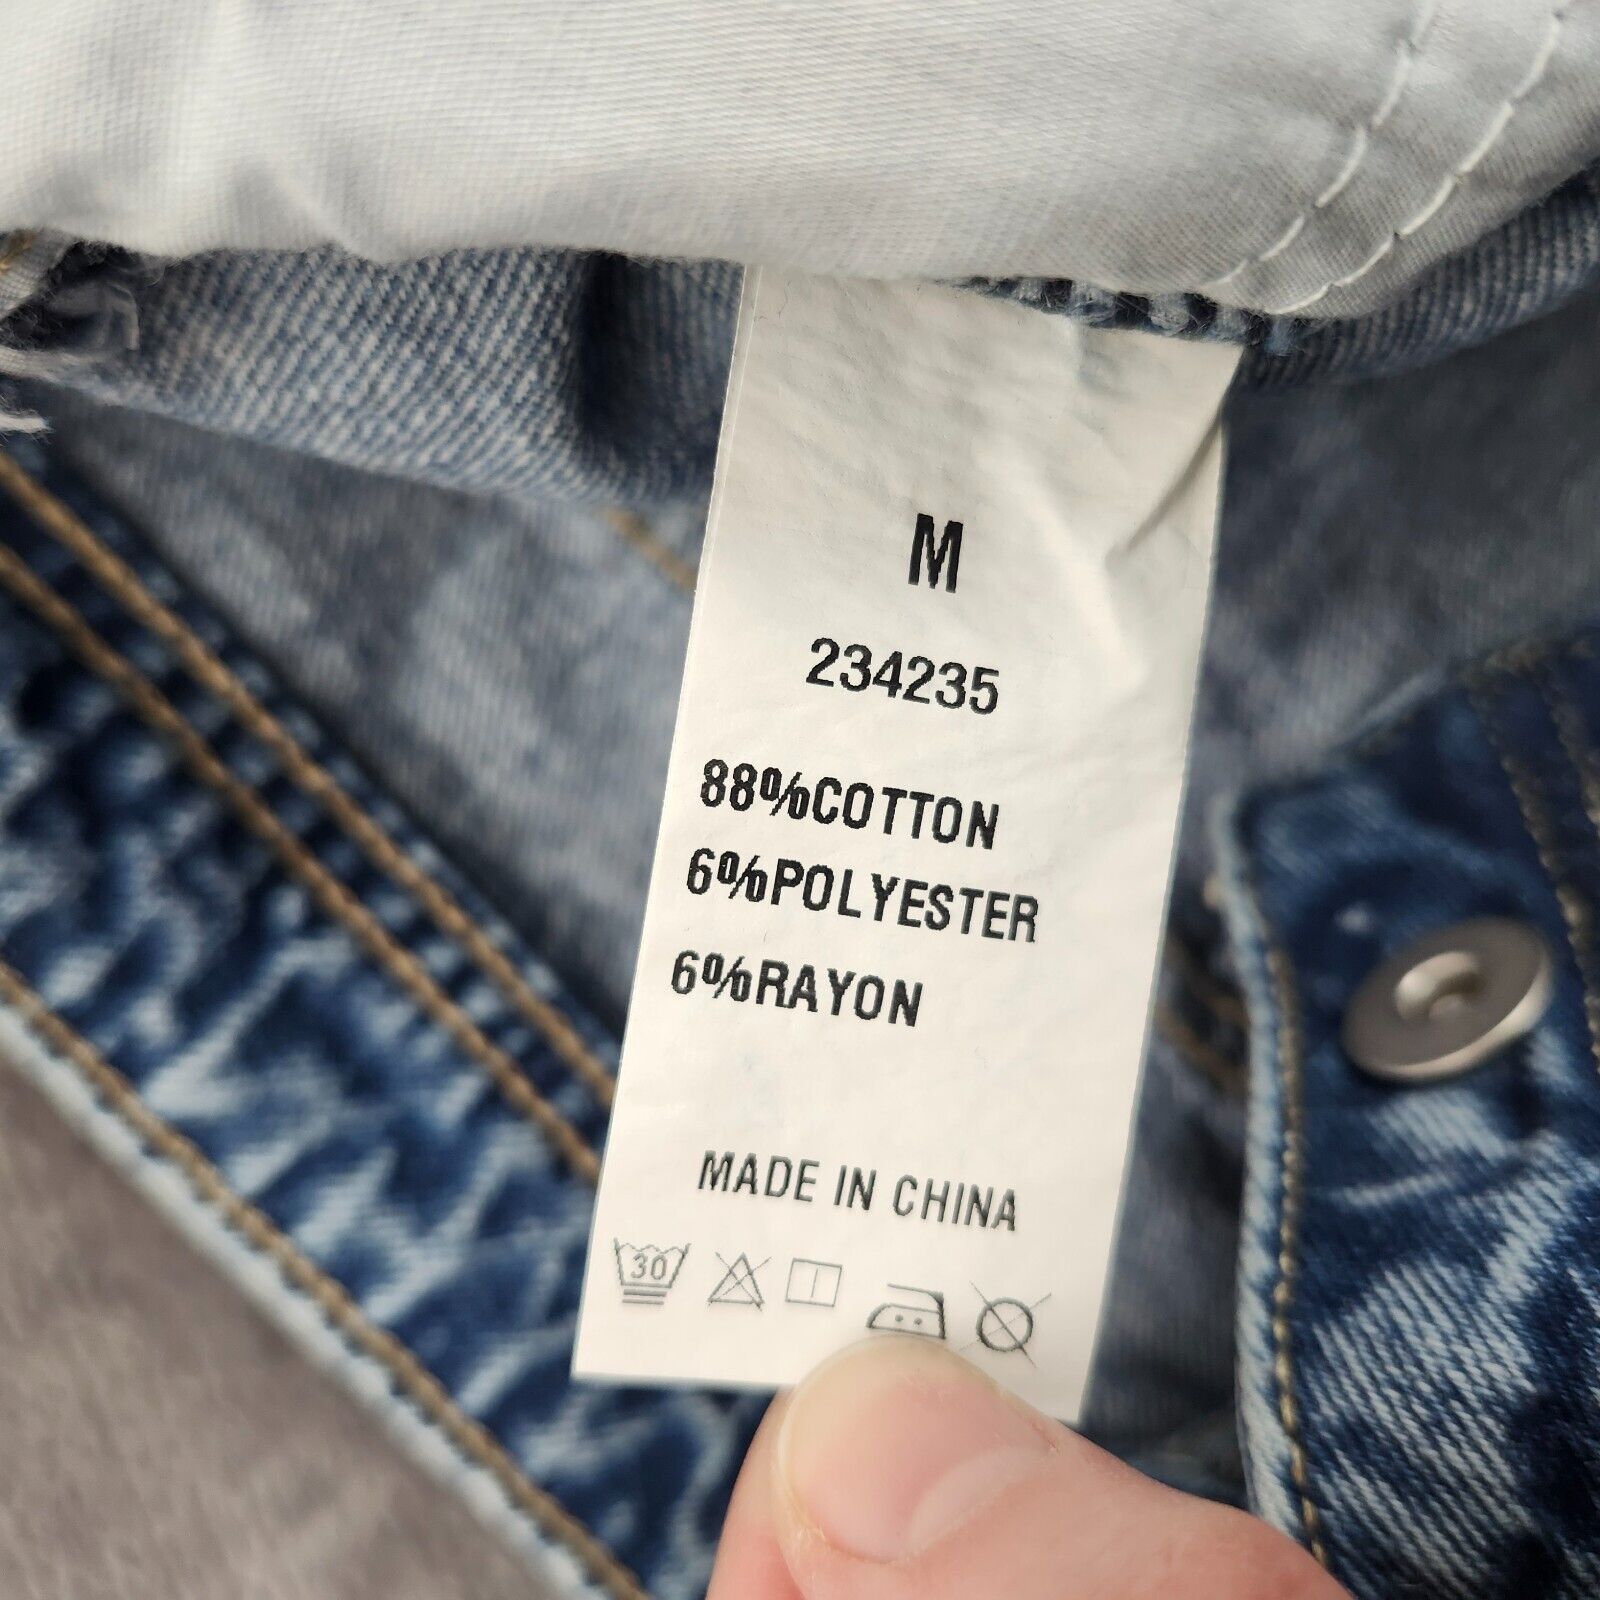 M
234235
88%COTTON
6%POLYESTER
6%RAYON
MADE IN CHINA
30